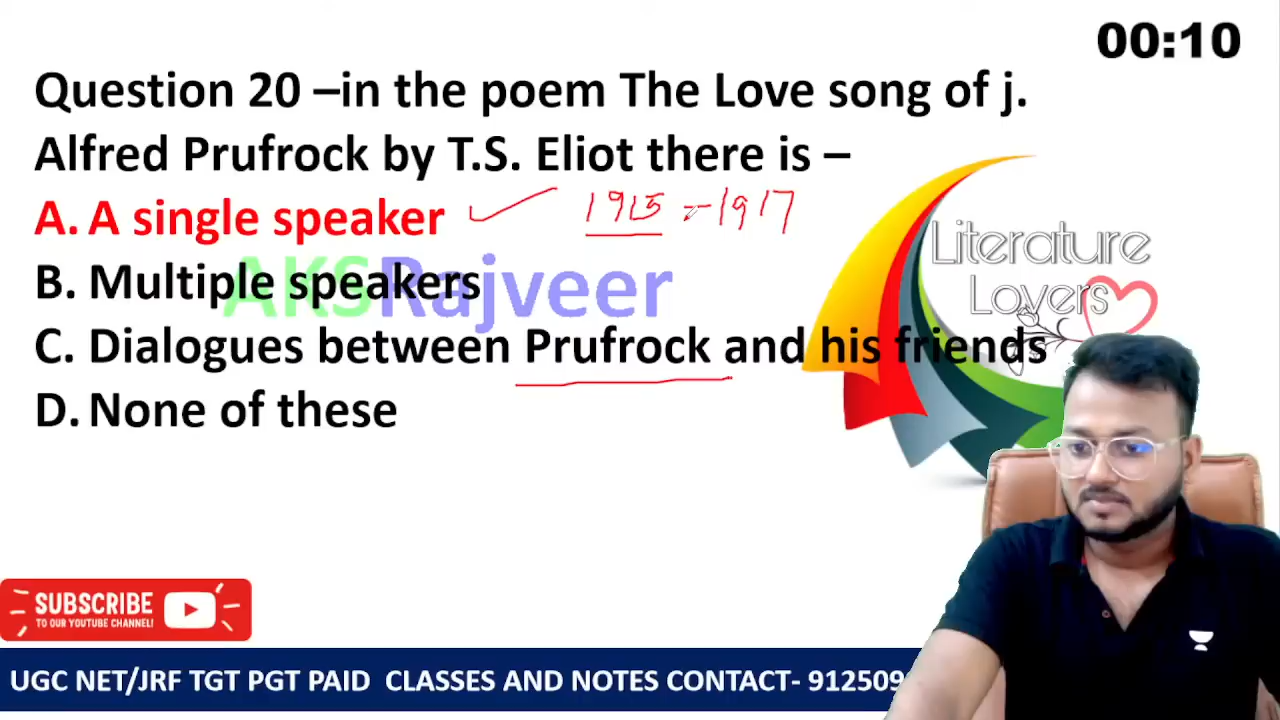 00:10
Question 20 –in the poem The Love song of j.
Alfred Prufrock by T.S. Eliot there is –
A. A single speaker
1915 - 1917
Literature
Lovers
AKSRajveer
B. Multiple speakers
C. Dialogues between Prufrock and his friends
D. None of these
SUBSCRIBE
TO OUR YOUTUBE CHANNEL!
UGC NET/JRF TGT PGT PAID CLASSES AND NOTES CONTACT- 912509